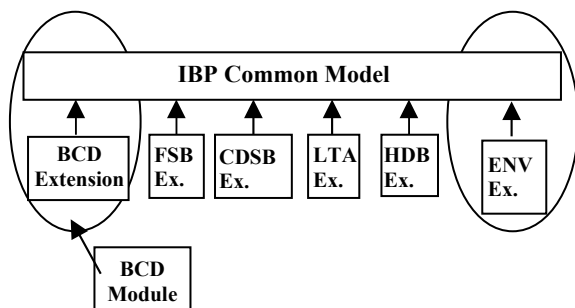 IBP Common Model
BCD
Extension
FSB
Ex.
CDSB
Ex.
LTA
Ex.
HDB
Ex.
ENV
Ex.
BCD
Module